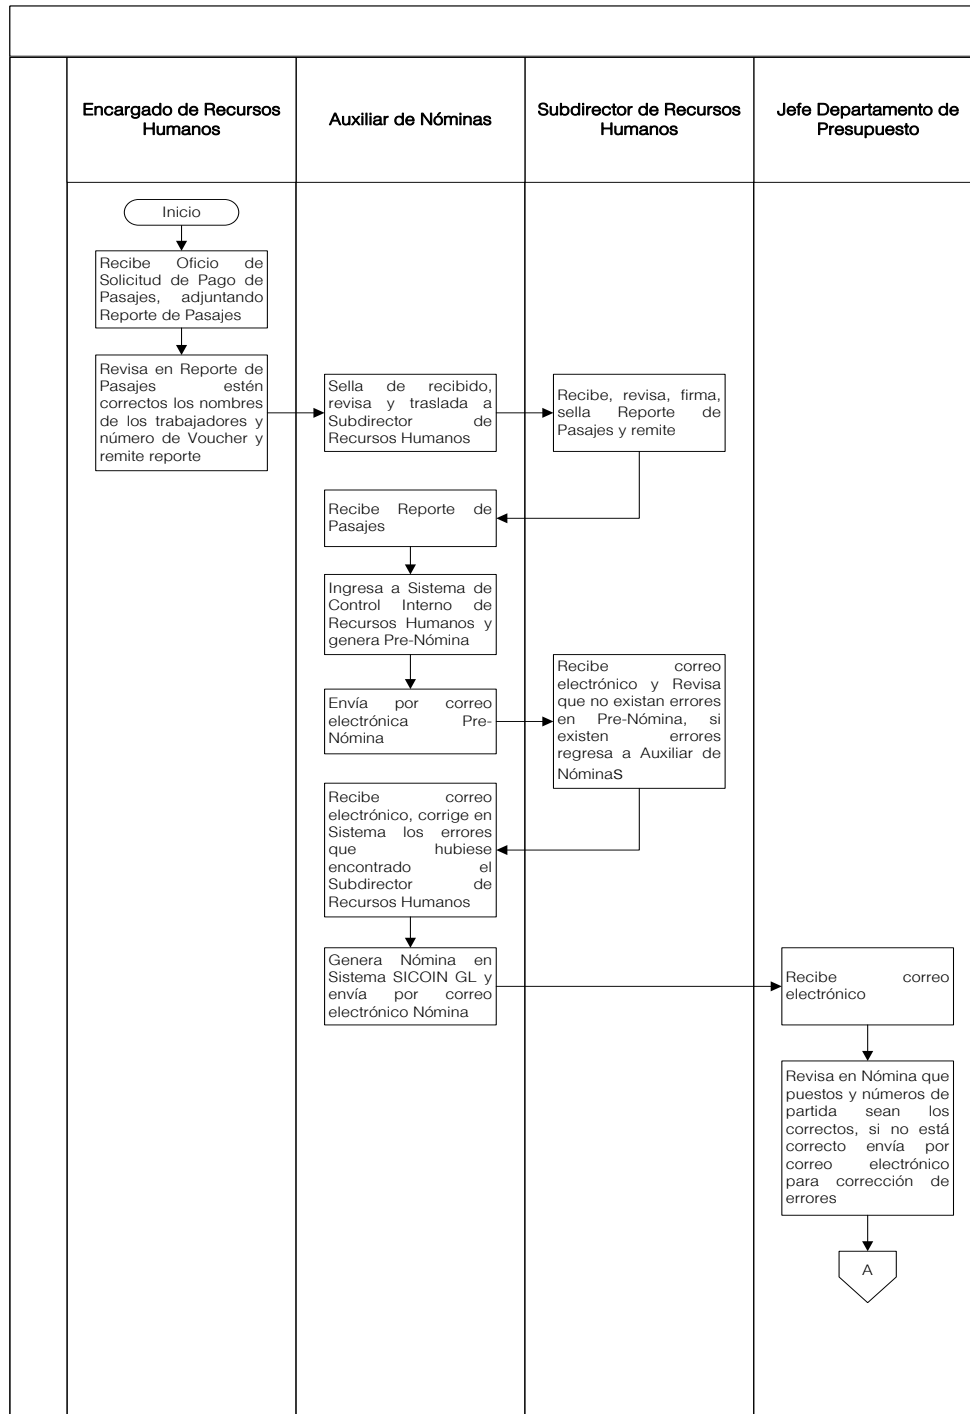 Encargado de Recursos
Humanos
Auxiliar de Nóminas
Subdirector de Recursos
Humanos
Jefe Departamento de
Presupuesto
Inicio
Recibe Oficio de
Solicitud de Pago de
Pasajes, adjuntando
Reporte de Pasajes
Revisa en Reporte de
Pasajes estén
correctos los nombres
de los trabajadores y
número de Voucher y
remite reporte
Sella de recibido,
revisa y traslada a
Subdirector de
Recursos Humanos
Recibe, revisa, firma,
sella Reporte de
Pasajes y remite
Recibe Reporte de
Pasajes
Ingresa a Sistema de
Control Interno de
Recursos Humanos y
genera Pre-Nómina
Envía por correo
electrónica Pre-
Nómina
Recibe correo
electrónico y Revisa
que no existan errores
en Pre-Nómina, si
existen errores
regresa a Auxiliar de
Nóminas
Recibe correo
electrónico, corrige en
Sistema los errores
que hubiese
encontrado el
Subdirector de
Recursos Humanos
Genera Nómina en
Sistema SICOIN GL y
envía por correo
electrónico Nómina
Recibe correo
electrónico
Revisa en Nómina que
puestos y números de
partida sean los
correctos, si no está
correcto envía por
correo electrónico
para corrección de
errores
A